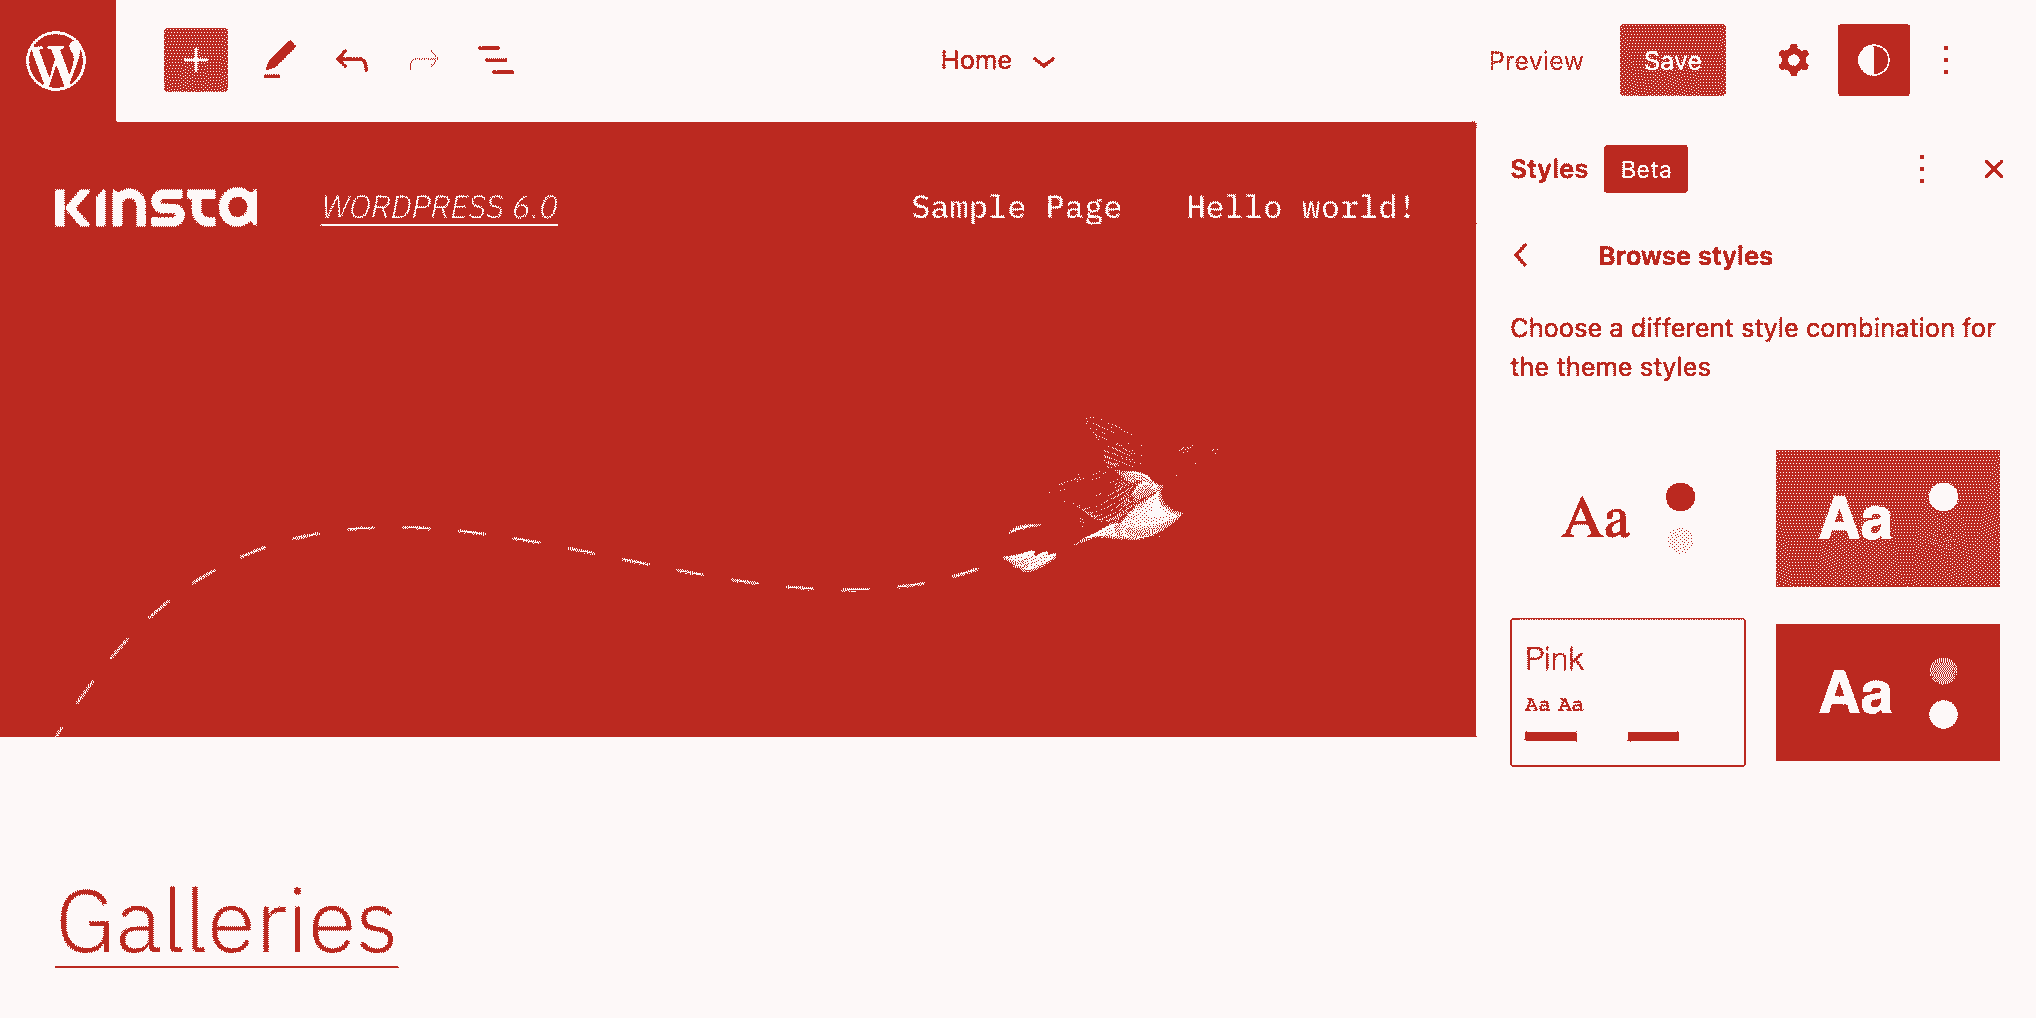 Home
Preview
Save
Styles
Beta
KINSTA
WORDPRESS 6.0
Sample Page
Hello world!
Browse styles
Choose a different style combination for
the theme styles
Aa
Aa
Pink
Aa Aa
Aa
Galleries